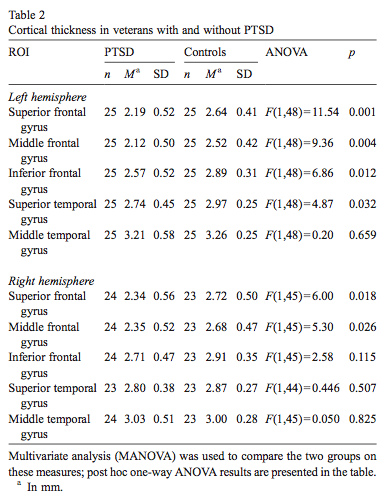 Table 2
Cortical thickness in veterans with and without PTSD
ROI PTSD Controls ANOVA p
n Mᵃ SD n Mᵃ SD
Left hemisphere
Superior frontal 25 2.19 0.52 25 2.64 0.41 F(1,48)=11.54 0.001
gyrus
Middle frontal 25 2.12 0.50 25 2.52 0.42 F(1,48)=9.36 0.004
gyrus
Inferior frontal 25 2.57 0.52 25 2.89 0.31 F(1,48)=6.86 0.012
gyrus
Superior temporal 25 2.74 0.45 25 2.97 0.25 F(1,48)=4.87 0.032
gyrus
Middle temporal 25 3.21 0.58 25 3.26 0.25 F(1,48)=0.20 0.659
gyrus
Right hemisphere
Superior frontal 24 2.34 0.56 23 2.72 0.50 F(1,45)=6.00 0.018
gyrus
Middle frontal 24 2.35 0.52 23 2.68 0.47 F(1,45)=5.30 0.026
gyrus
Inferior frontal 24 2.71 0.47 23 2.91 0.35 F(1,45)=2.58 0.115
gyrus
Superior temporal 23 2.80 0.38 23 2.87 0.27 F(1,44)=0.446 0.507
gyrus
Middle temporal 24 3.03 0.51 23 3.00 0.28 F(1,45)=0.050 0.825
gyrus
Multivariate analysis (MANOVA) was used to compare the two groups on
these measures; post hoc one-way ANOVA results are presented in the table.
ᵃ In mm.